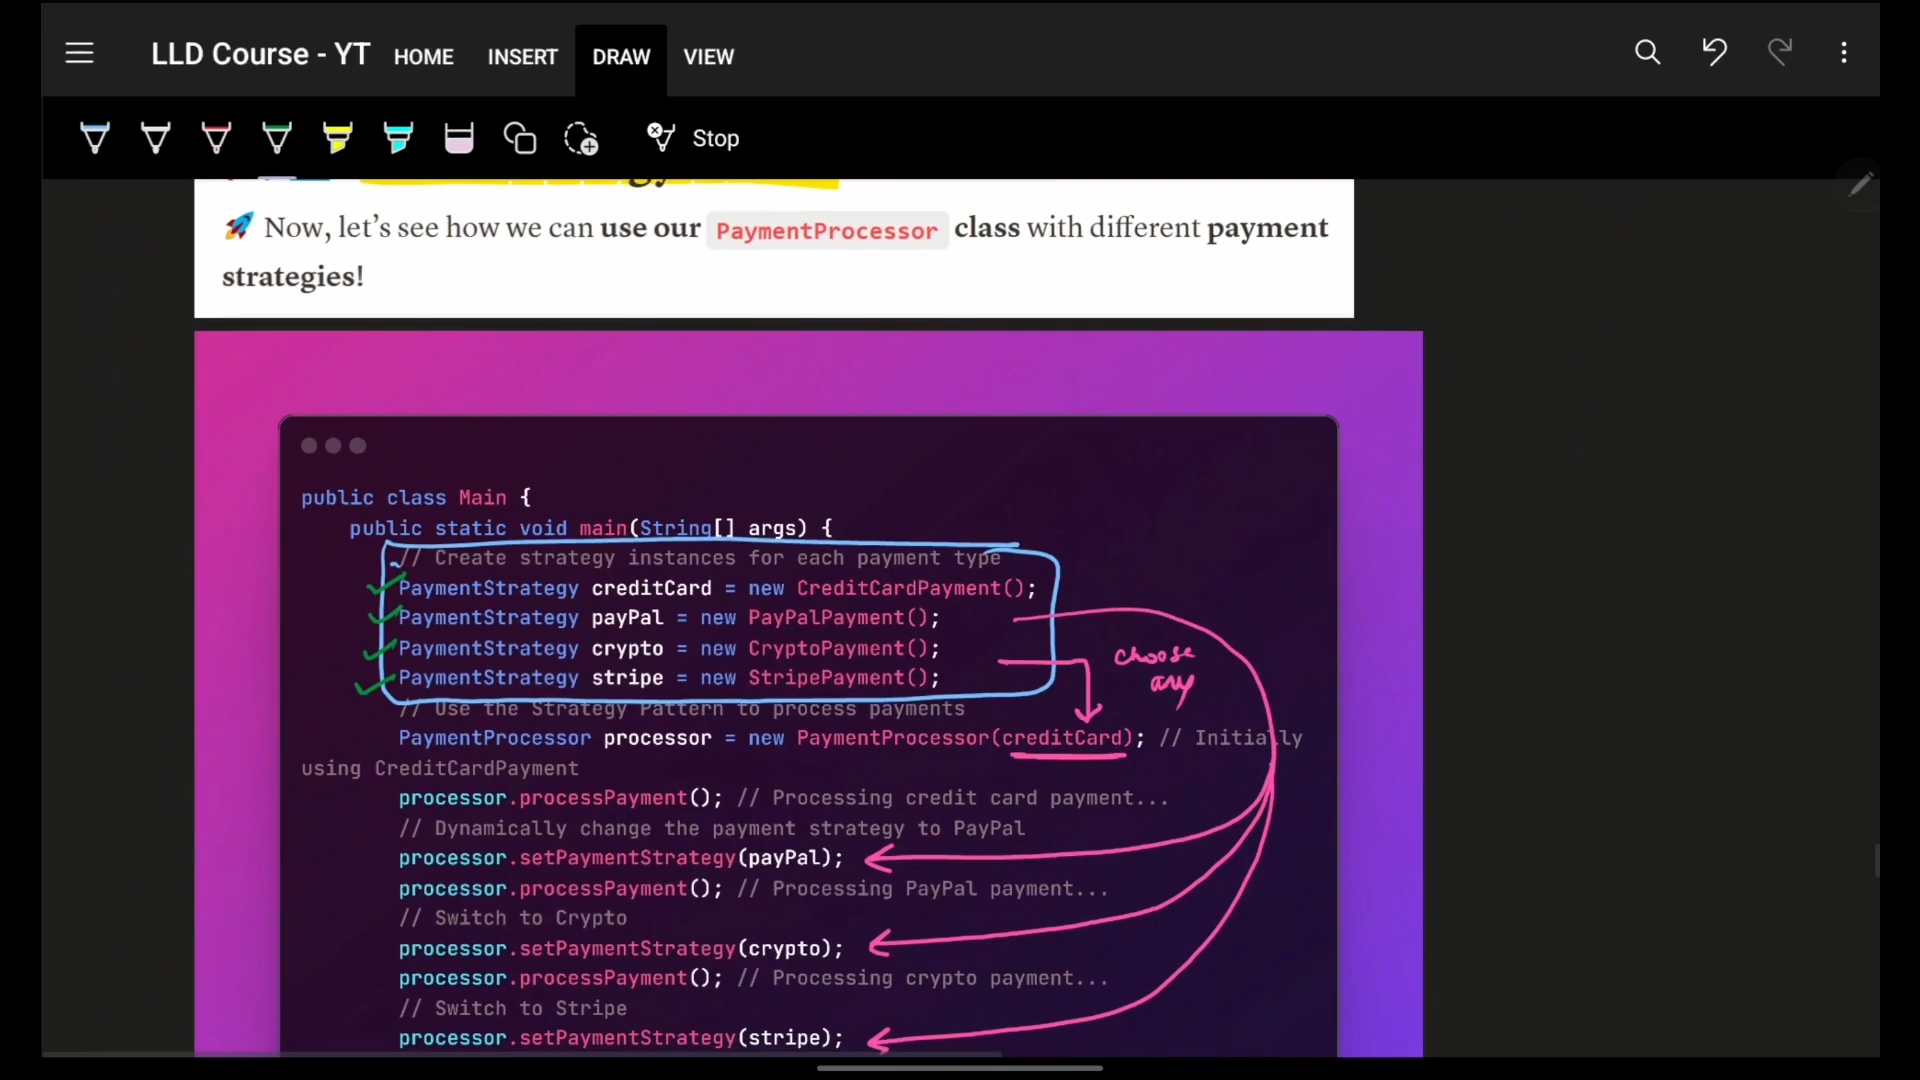 LLD Course - YT HOME INSERT DRAW VIEW
Stop
🚀 Now, let’s see how we can use our PaymentProcessor class with different payment
strategies!
public class Main {
public static void main(String[] args) {
// Create strategy instances for each payment type
PaymentStrategy creditCard = new CreditCardPayment();
PaymentStrategy payPal = new PayPalPayment();
PaymentStrategy crypto = new CryptoPayment();
PaymentStrategy stripe = new StripePayment();
choose
any
// Use the Strategy Pattern to process payments
PaymentProcessor processor = new PaymentProcessor(creditCard); // Initially
using CreditCardPayment
processor.processPayment(); // Processing credit card payment...
// Dynamically change the payment strategy to PayPal
processor.setPaymentStrategy(payPal);
processor.processPayment(); // Processing PayPal payment...
// Switch to Crypto
processor.setPaymentStrategy(crypto);
processor.processPayment(); // Processing crypto payment...
// Switch to Stripe
processor.setPaymentStrategy(stripe);